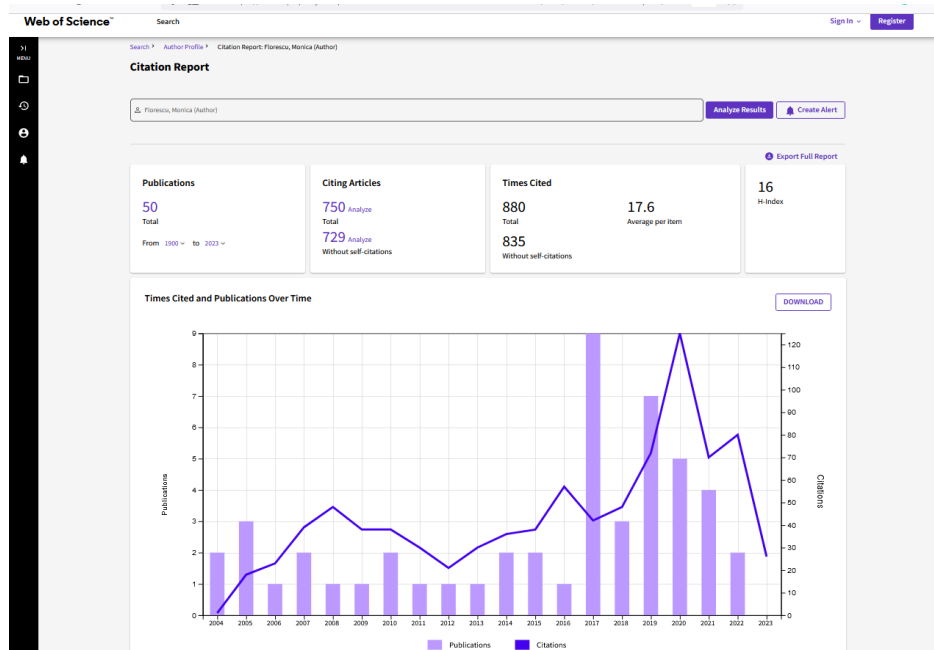 Web of Science™
Search
Sign In
Register
MENU
Search
Author Profile
Citation Report: Florescu, Monica (Author)
Citation Report
Florescu, Monica (Author)
Analyze Results
Create Alert
Export Full Report
Publications
50
Total
From 1900 to 2023
Citing Articles
750 Analyze
Total
729 Analyze
Without self-citations
Times Cited
880
Total
835
Without self-citations
17.6
Average per item
16
H-Index
Times Cited and Publications Over Time
DOWNLOAD
9
8
7
6
5
4
3
2
1
0
Publications
120
110
100
90
80
70
60
50
40
30
20
10
0
Citations
2004 2005 2006 2007 2008 2009 2010 2011 2012 2013 2014 2015 2016 2017 2018 2019 2020 2021 2022 2023
Publications Citations